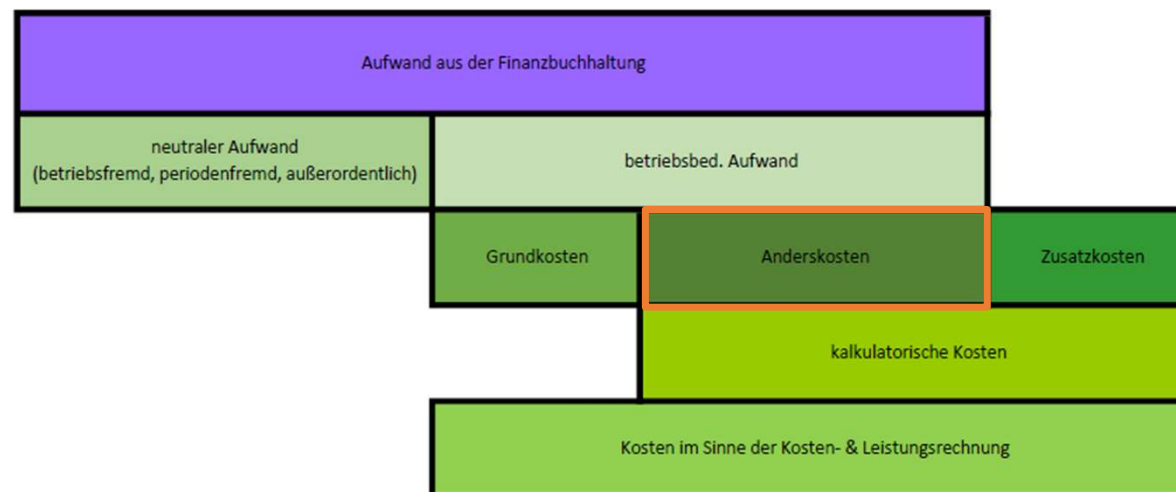 Aufwand aus der Finanzbuchhaltung
neutraler Aufwand
(betriebsfremd, periodenfremd, außerordentlich)
betriebsbed. Aufwand
Grundkosten
Anderskosten
Zusatzkosten
kalkulatorische Kosten
Kosten im Sinne der Kosten- & Leistungsrechnung